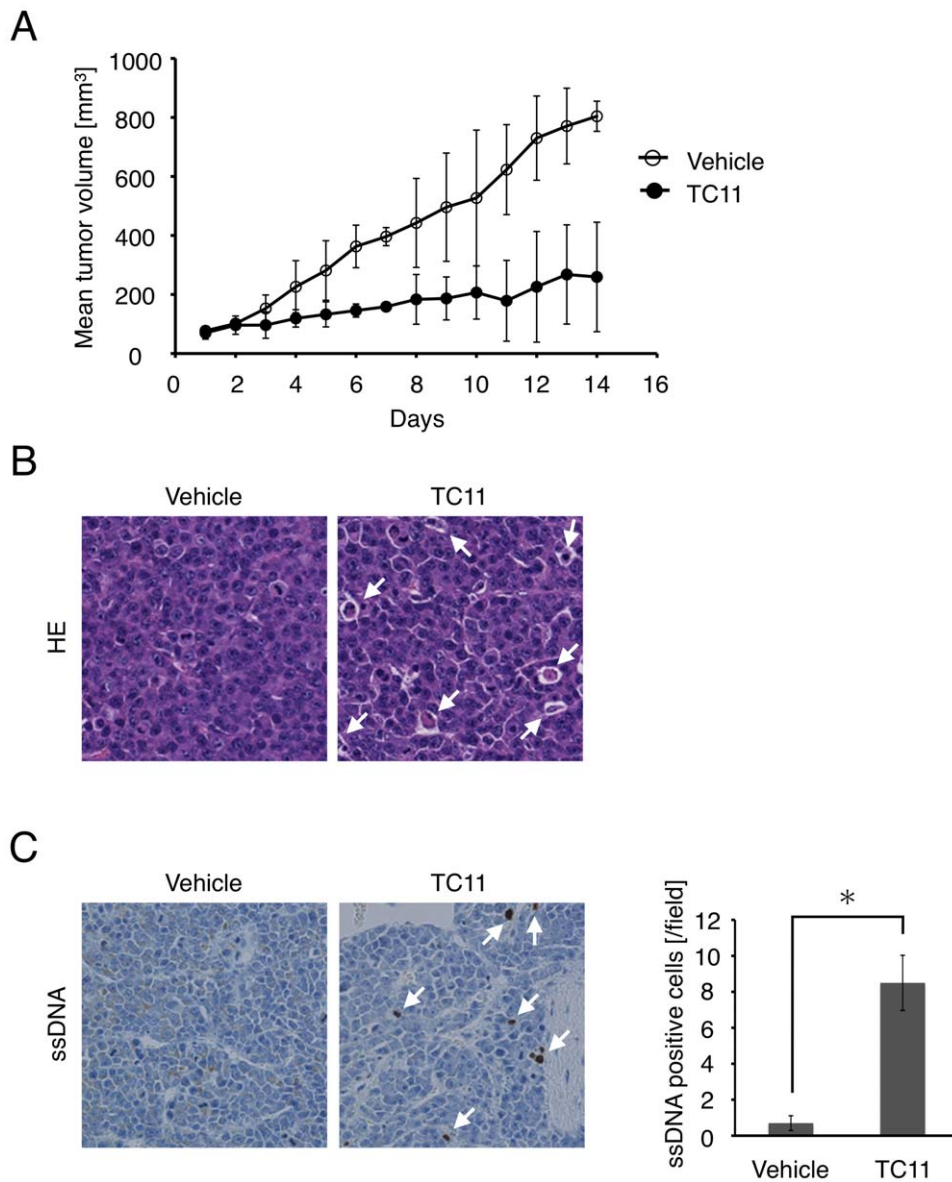 A
Mean tumor volume [mm³]
1000
800
600
400
200
0
0 2 4 6 8 10 12 14 16
Days
Vehicle
TC11
B
Vehicle TC11
HE
C
Vehicle TC11
ssDNA
ssDNA positive cells [/field]
12
10
8
6
4
2
0
*
Vehicle TC11